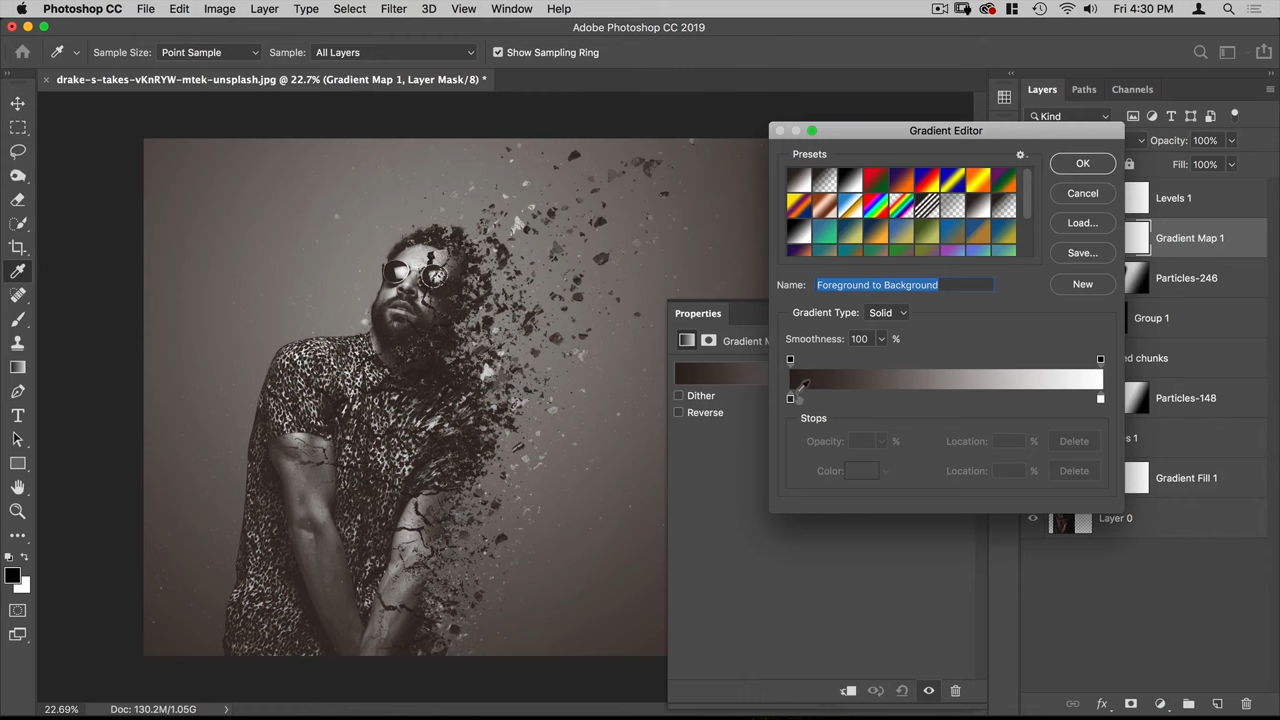 Photoshop CC File Edit Image Layer Type Select Filter 3D View Window Help Fri 4:30 PM
Adobe Photoshop CC 2019
Sample Size: Point Sample Sample: All Layers Show Sampling Ring
× drake-s-takes-vKnRYW-mtek-unsplash.jpg @ 22.7% (Gradient Map 1, Layer Mask/8) *
Layers Paths Channels
Kind
Opacity: 100%
Fill: 100%
Levels 1
Gradient Map 1
Particles-246
Group 1
ed chunks
Particles-148
es 1
Gradient Fill 1
Layer 0
Gradient Editor
Presets
OK
Cancel
Load...
Save...
New
Name: Foreground to Background
Gradient Type: Solid
Smoothness: 100 %
Stops
Opacity: % Location: % Delete
Color: Location: % Delete
Properties
Gradient M
Dither
Reverse
22.69% Doc: 130.2M/1.05G